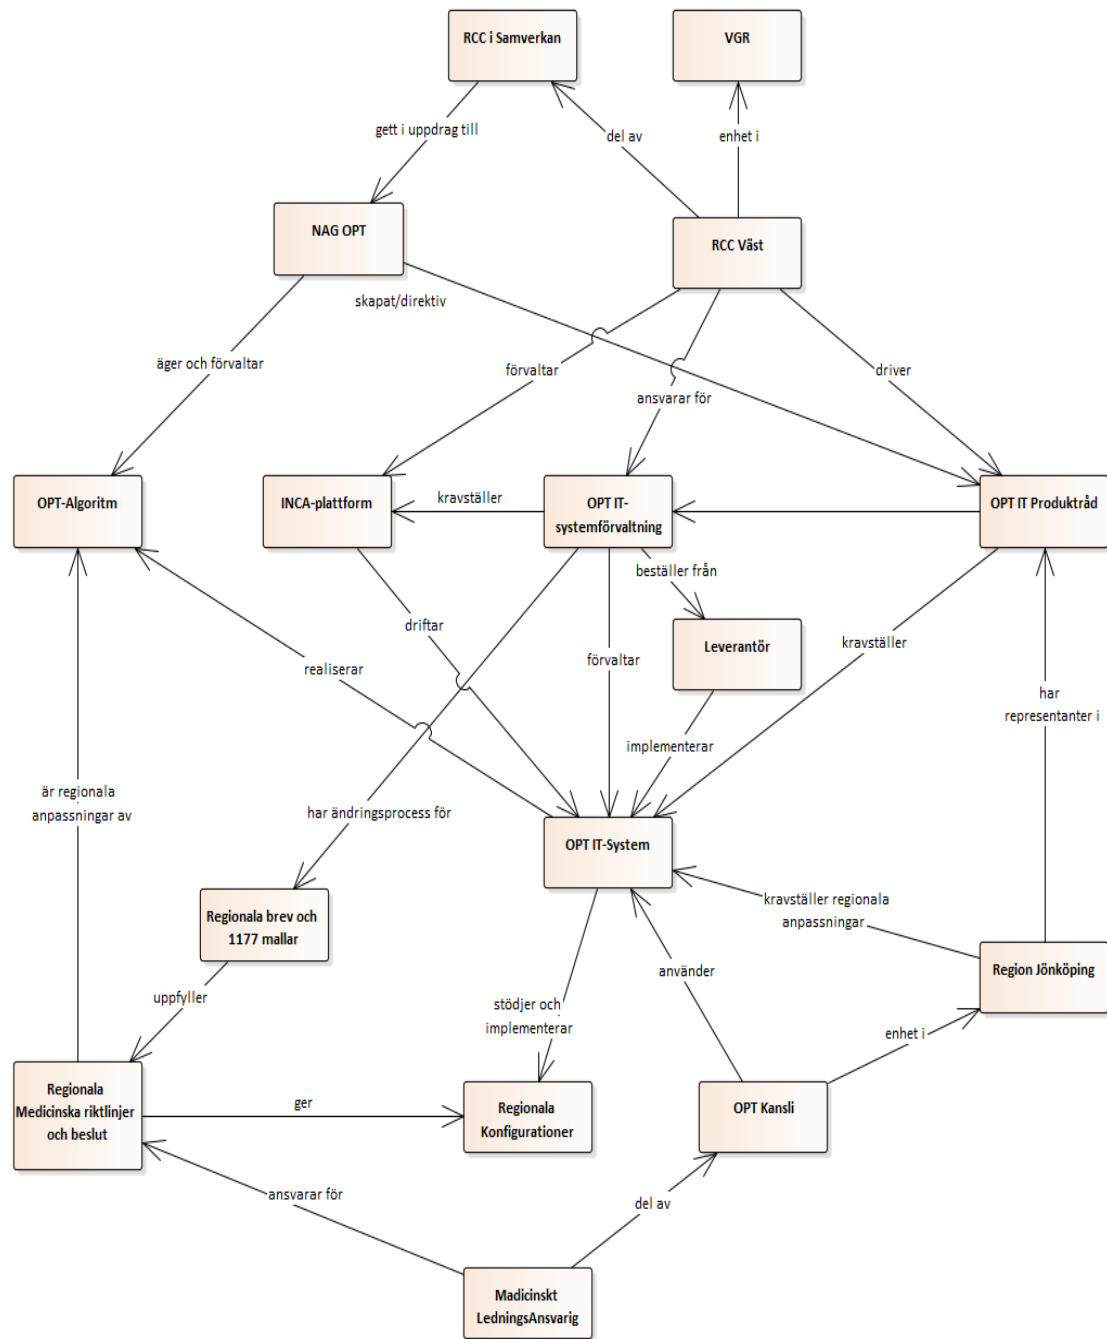 RCC i Samverkan
VGR
gett i uppdrag till
del av
enhet i
NAG OPT
RCC Väst
skapat/direktiv
äger och förvaltar
förvaltar
ansvarar för
driver
OPT-Algoritm
INCA-plattform
kravställer
OPT IT-
systemförvaltning
OPT IT Produktråd
beställer från
driftar
Leverantör
kravställer
realiserar
förvaltar
har
representanter i
implementerar
är regionala
anpassningar av
har ändringsprocess för
OPT IT-System
kravställer regionala
anpassningar
Regionala brev och
1177 mallar
Region Jönköping
använder
uppfyller
stödjer och
implementerar
enhet i
Regionala
Medicinska riktlinjer
och beslut
ger
Regionala
Konfigurationer
OPT Kansli
ansvarar för
del av
Madicinskt
LedningsAnsvarig